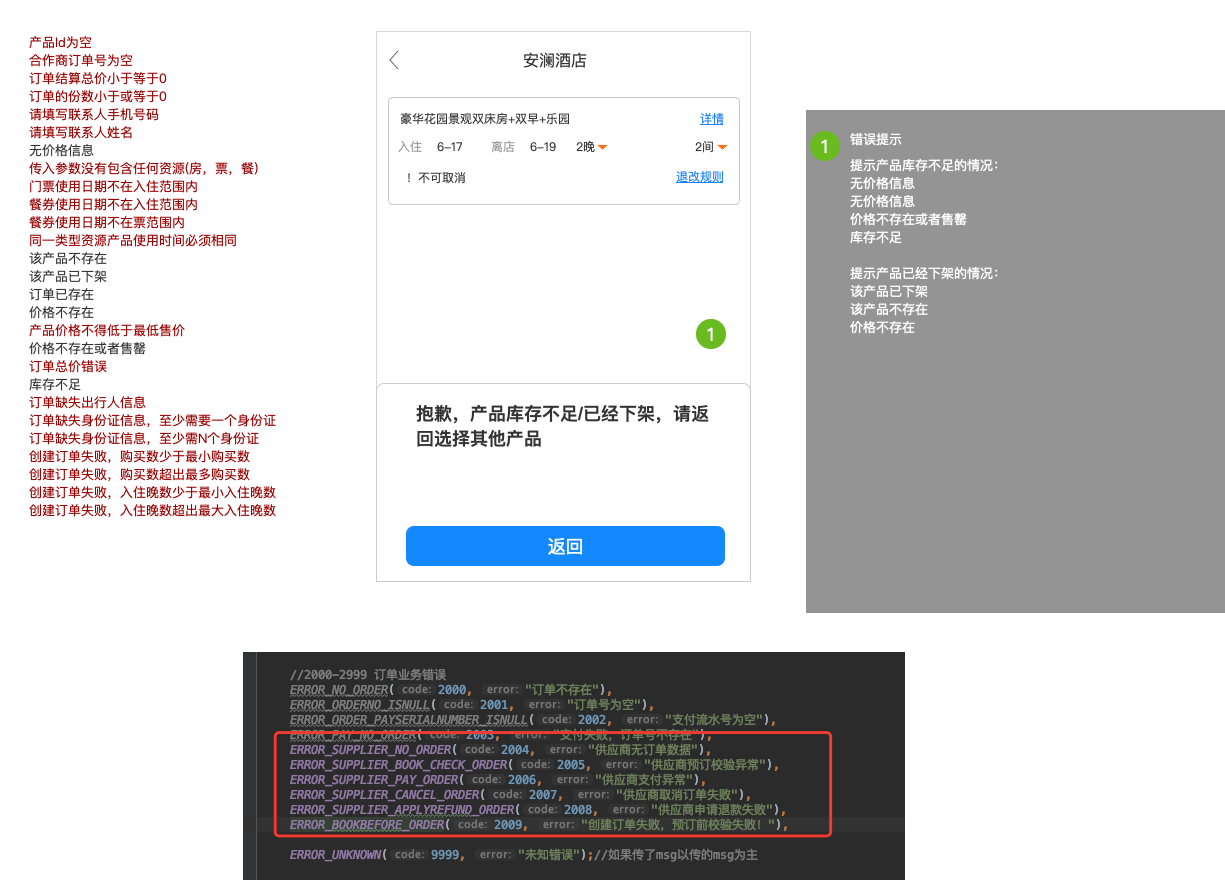 产品Id为空
合作商订单号为空
订单结算总价小于等于0
订单的份数小于或等于0
请填写联系人手机号码
请填写联系人姓名
无价格信息
传入参数没有包含任何资源(房，票，餐)
门票使用日期不在入住范围内
餐券使用日期不在入住范围内
餐券使用日期不在票范围内
同一类型资源产品使用时间必须相同
该产品不存在
该产品已下架
订单已存在
价格不存在
产品价格不得低于最低售价
价格不存在或者售罄
订单总价错误
库存不足
订单缺失出行人信息
订单缺失身份证信息，至少需要一个身份证
订单缺失身份证信息，至少需N个身份证
创建订单失败，购买数少于最小购买数
创建订单失败，购买数超出最多购买数
创建订单失败，入住晚数少于最小入住晚数
创建订单失败，入住晚数超出最大入住晚数
安澜酒店
豪华花园景观双床房+双早+乐园 详情
入住 6-17 离店 6-19 2晚 2间
！不可取消 退改规则
1
抱歉，产品库存不足/已经下架，请返
回选择其他产品
返回
1 错误提示
提示产品库存不足的情况：
无价格信息
无价格信息
价格不存在或者售罄
库存不足
提示产品已经下架的情况：
该产品已下架
该产品不存在
价格不存在
//2000-2999 订单业务错误
ERROR_NO_ORDER( code: 2000, error: "订单不存在"),
ERROR_ORDERNO_ISNULL( code: 2001, error: "订单号为空"),
ERROR_ORDER_PAYSERIALNUMBER_ISNULL( code: 2002, error: "支付流水号为空"),
ERROR_PAY_NO_ORDER( code: 2003, error: "支付失败，订单号不存在"),
ERROR_SUPPLIER_NO_ORDER( code: 2004, error: "供应商无订单数据"),
ERROR_SUPPLIER_BOOK_CHECK_ORDER( code: 2005, error: "供应商预订校验异常"),
ERROR_SUPPLIER_PAY_ORDER( code: 2006, error: "供应商支付异常"),
ERROR_SUPPLIER_CANCEL_ORDER( code: 2007, error: "供应商取消订单失败"),
ERROR_SUPPLIER_APPLYREFUND_ORDER( code: 2008, error: "供应商申请退款失败"),
ERROR_BOOKBEFORE_ORDER( code: 2009, error: "创建订单失败，预订前校验失败！"),
ERROR_UNKNOWN( code: 9999, error: "未知错误");//如果传了msg以传的msg为主